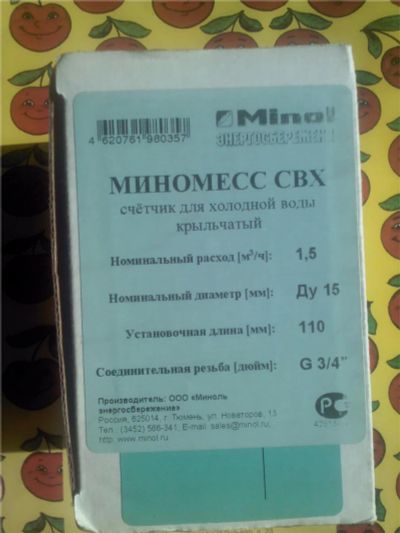 Minol
ЭНЕРГОСБЕРЕЖЕНИ
4 620761 980357
МИНОМЕСС СВХ
счётчик для холодной воды
крыльчатый
Номинальный расход [м³/ч]: 1,5
Номинальный диаметр [мм]: Ду 15
Установочная длина [мм]: 110
Соединительная резьба [дюйм]: G 3/4"
Производитель: ООО «Миноль
энергосбережение»
Россия, 625014, г. Тюмень, ул. Новаторов, 13
Тел.: (3452) 566-341, E-mail: sales@minol.ru,
http: www.minol.ru